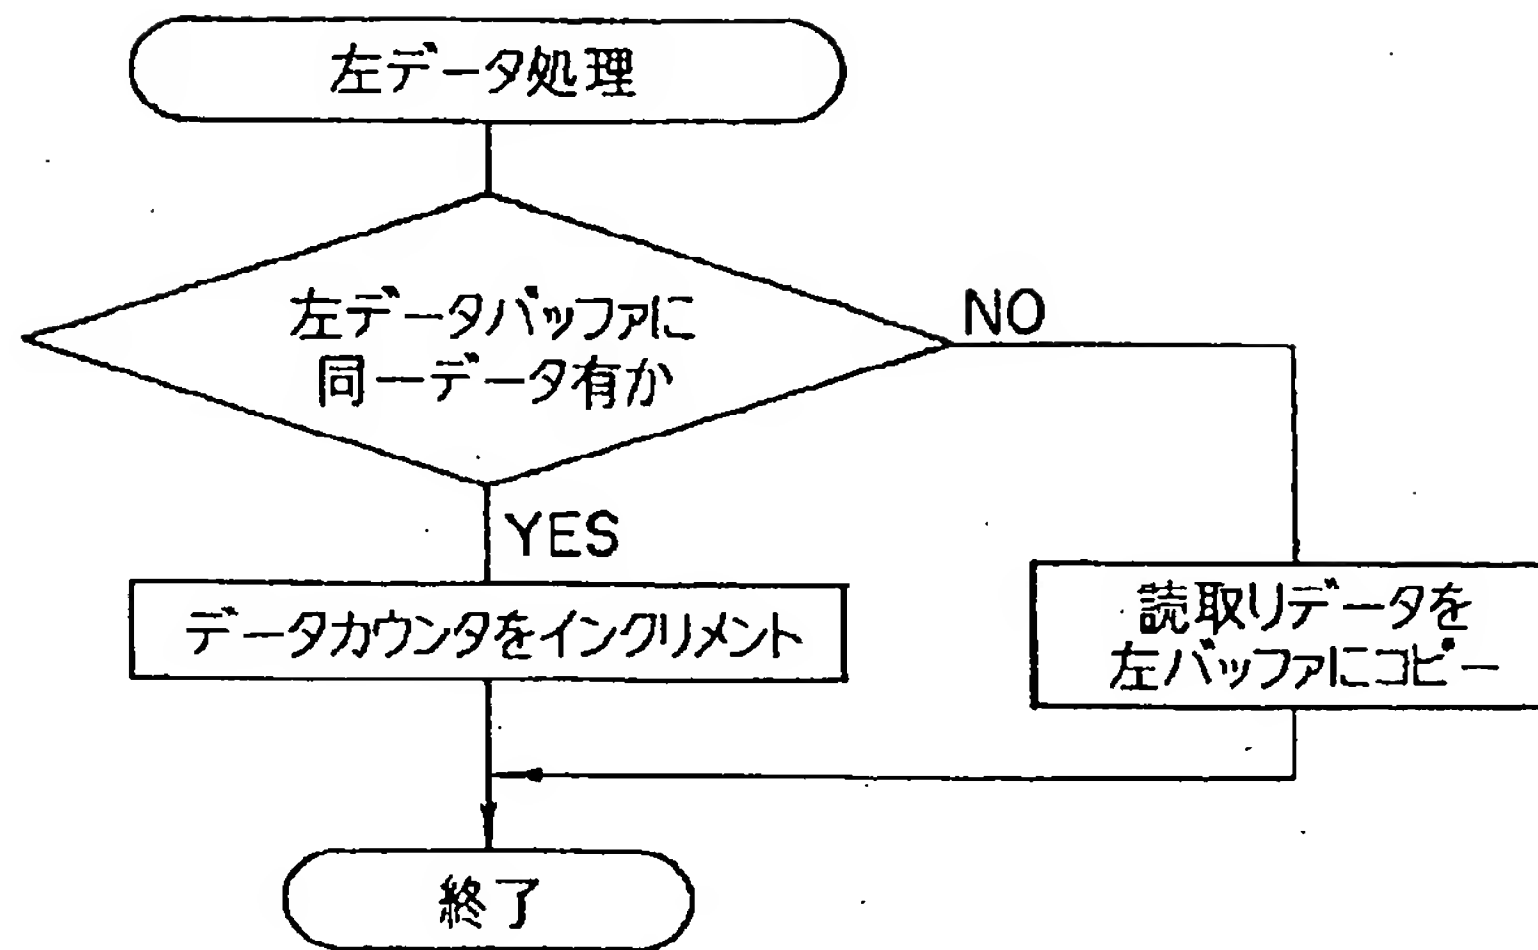 左データ処理
左データバッファに
同一データ有か
NO
YES
データカウンタをインクリメント
読取りデータを
左バッファにコピー
終了